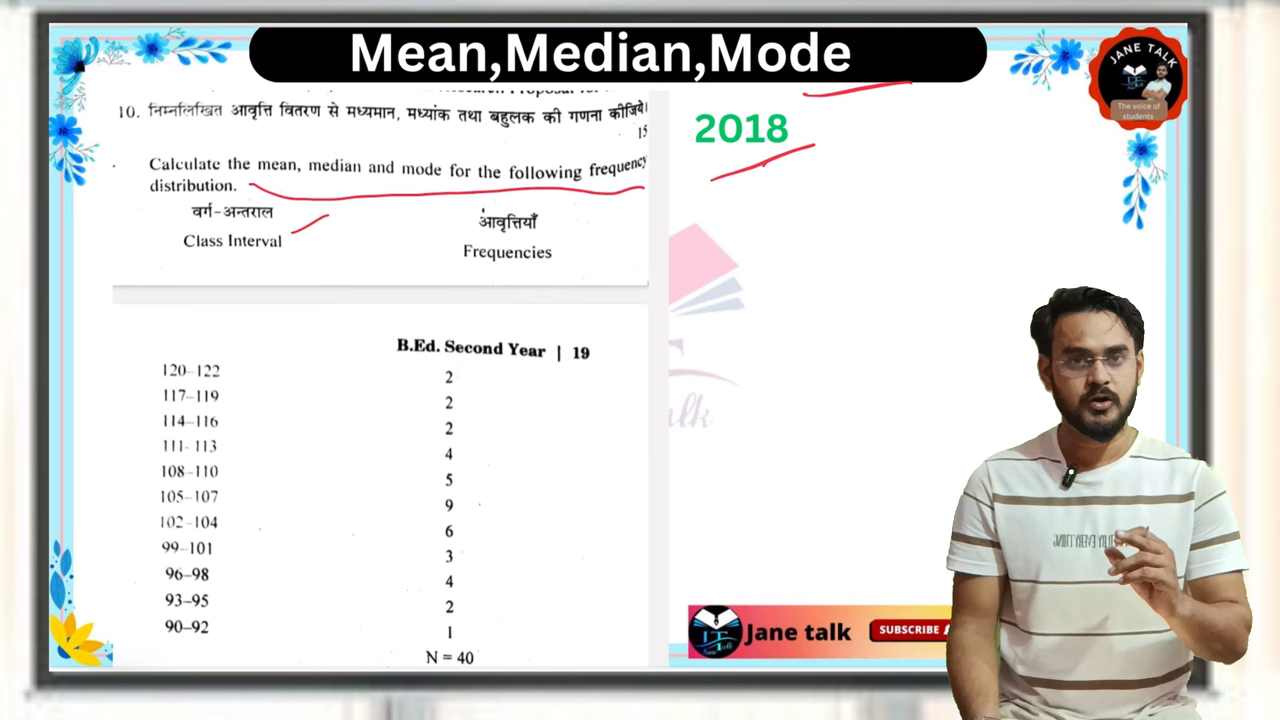 Mean,Median,Mode
JANE TALK
The voice of
students
10. निम्नलिखित आवृत्ति वितरण से मध्यमान, मध्यांक तथा बहुलक की गणना कीजिये।
15
Calculate the mean, median and mode for the following frequency
distribution.
वर्ग-अन्तराल आवृत्तियाँ
Class Interval Frequencies
2018
B.Ed. Second Year | 19
120–122 2
117–119 2
114–116 2
111–113 4
108–110 5
105–107 9
102–104 6
99–101 3
96–98 4
93–95 2
90–92 1
N = 40
Jane talk
SUBSCRIBE